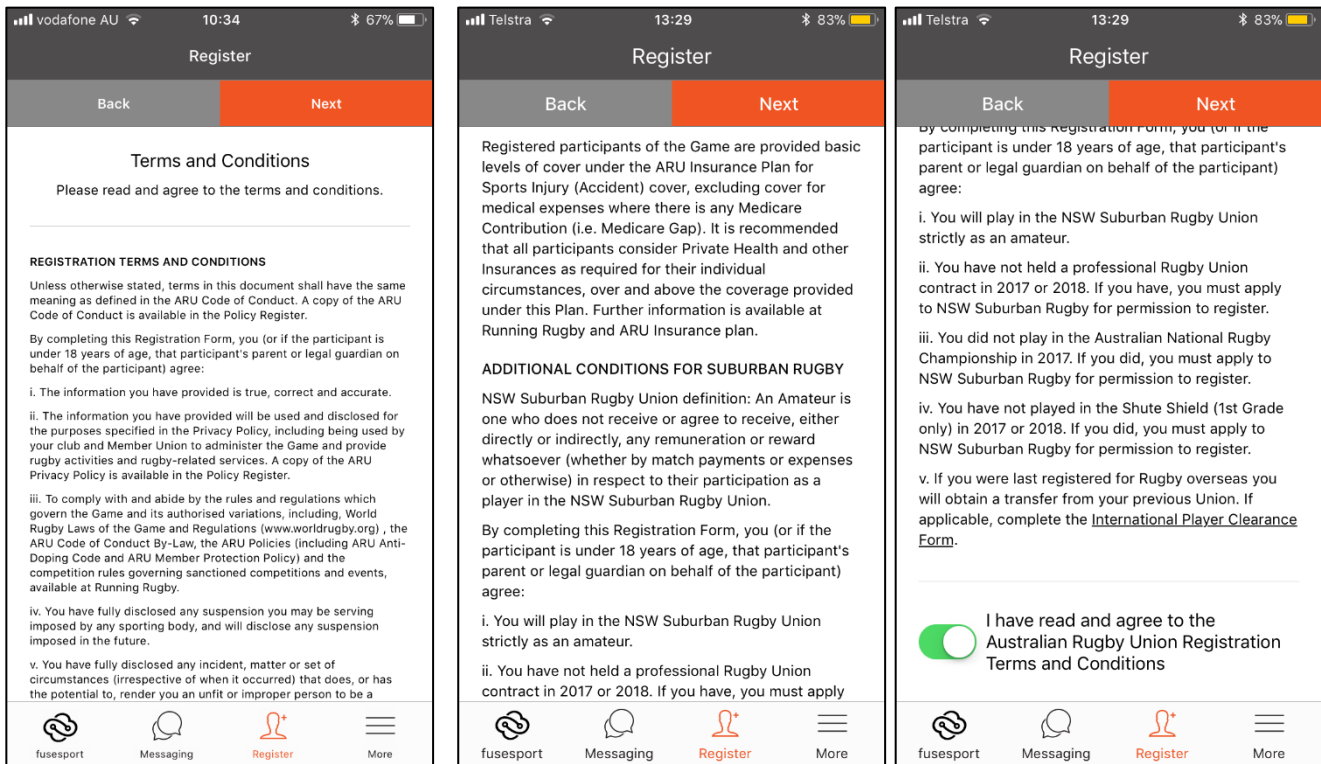 vodafone AU 10:34 67%
Register
Back Next
Terms and Conditions
Please read and agree to the terms and conditions.
REGISTRATION TERMS AND CONDITIONS
Unless otherwise stated, terms in this document shall have the same
meaning as defined in the ARU Code of Conduct. A copy of the ARU
Code of Conduct is available in the Policy Register.
By completing this Registration Form, you (or if the participant is
under 18 years of age, that participant's parent or legal guardian on
behalf of the participant) agree:
i. The information you have provided is true, correct and accurate.
ii. The information you have provided will be used and disclosed for
the purposes specified in the Privacy Policy, including being used by
your club and Member Union to administer the Game and provide
rugby activities and rugby-related services. A copy of the ARU
Privacy Policy is available in the Policy Register.
iii. To comply with and abide by the rules and regulations which
govern the Game and its authorised variations, including, World
Rugby Laws of the Game and Regulations (www.worldrugby.org) , the
ARU Code of Conduct By-Law, the ARU Policies (including ARU Anti-
Doping Code and ARU Member Protection Policy) and the
competition rules governing sanctioned competitions and events,
available at Running Rugby.
iv. You have fully disclosed any suspension you may be serving
imposed by any sporting body, and will disclose any suspension
imposed in the future.
v. You have fully disclosed any incident, matter or set of
circumstances (irrespective of when it occurred) that does, or has
the potential to, render you an unfit or improper person to be a
fusesport Messaging Register More
Telstra 13:29 83%
Register
Back Next
Registered participants of the Game are provided basic
levels of cover under the ARU Insurance Plan for
Sports Injury (Accident) cover, excluding cover for
medical expenses where there is any Medicare
Contribution (i.e. Medicare Gap). It is recommended
that all participants consider Private Health and other
Insurances as required for their individual
circumstances, over and above the coverage provided
under this Plan. Further information is available at
Running Rugby and ARU Insurance plan.
ADDITIONAL CONDITIONS FOR SUBURBAN RUGBY
NSW Suburban Rugby Union definition: An Amateur is
one who does not receive or agree to receive, either
directly or indirectly, any remuneration or reward
whatsoever (whether by match payments or expenses
or otherwise) in respect to their participation as a
player in the NSW Suburban Rugby Union.
By completing this Registration Form, you (or if the
participant is under 18 years of age, that participant's
parent or legal guardian on behalf of the participant)
agree:
i. You will play in the NSW Suburban Rugby Union
strictly as an amateur.
ii. You have not held a professional Rugby Union
contract in 2017 or 2018. If you have, you must apply
fusesport Messaging Register More
Telstra 13:29 83%
Register
Back Next
By completing this Registration Form, you (or if the
participant is under 18 years of age, that participant's
parent or legal guardian on behalf of the participant)
agree:
i. You will play in the NSW Suburban Rugby Union
strictly as an amateur.
ii. You have not held a professional Rugby Union
contract in 2017 or 2018. If you have, you must apply
to NSW Suburban Rugby for permission to register.
iii. You did not play in the Australian National Rugby
Championship in 2017. If you did, you must apply to
NSW Suburban Rugby for permission to register.
iv. You have not played in the Shute Shield (1st Grade
only) in 2017 or 2018. If you did, you must apply to
NSW Suburban Rugby for permission to register.
v. If you were last registered for Rugby overseas you
will obtain a transfer from your previous Union. If
applicable, complete the International Player Clearance
Form.
I have read and agree to the
Australian Rugby Union Registration
Terms and Conditions
fusesport Messaging Register More